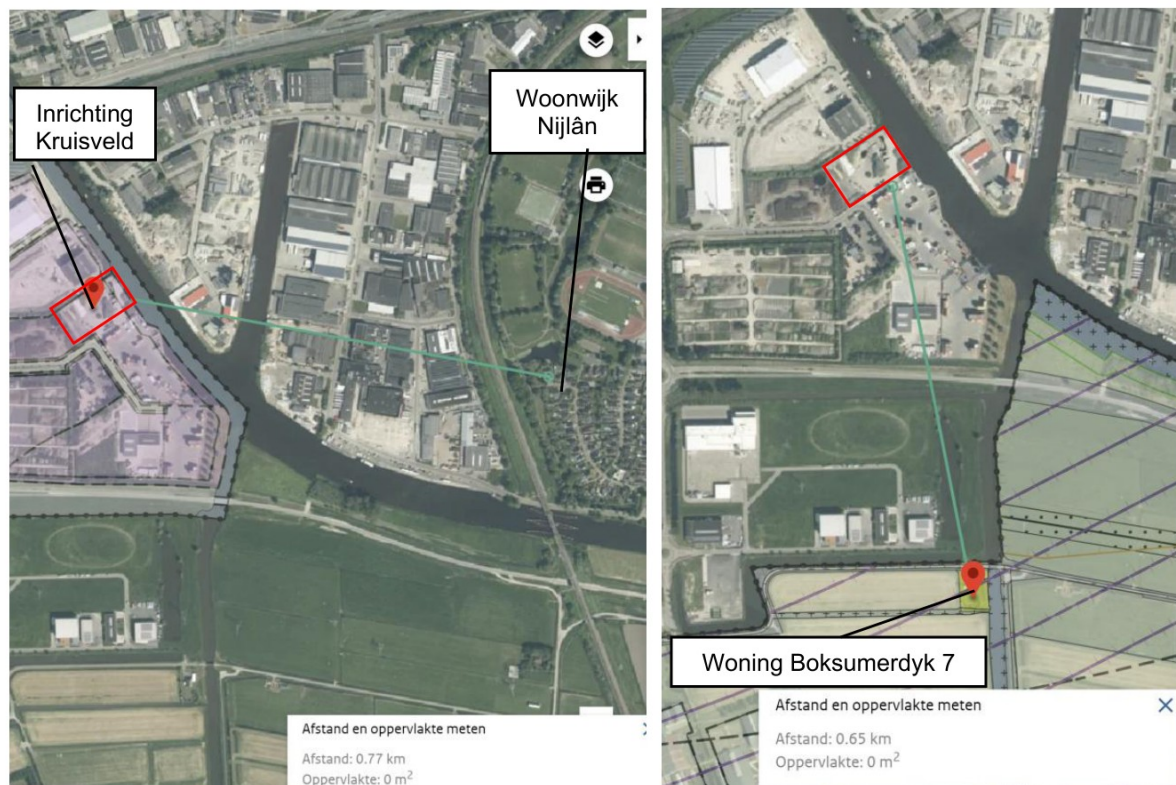 Inrichting
Kruisveld
Woonwijk
Nijlân
Afstand en oppervlakte meten
Afstand: 0.77 km
Oppervlakte: 0 m²
Woning Boksumerdyk 7
Afstand en oppervlakte meten
Afstand: 0.65 km
Oppervlakte: 0 m²